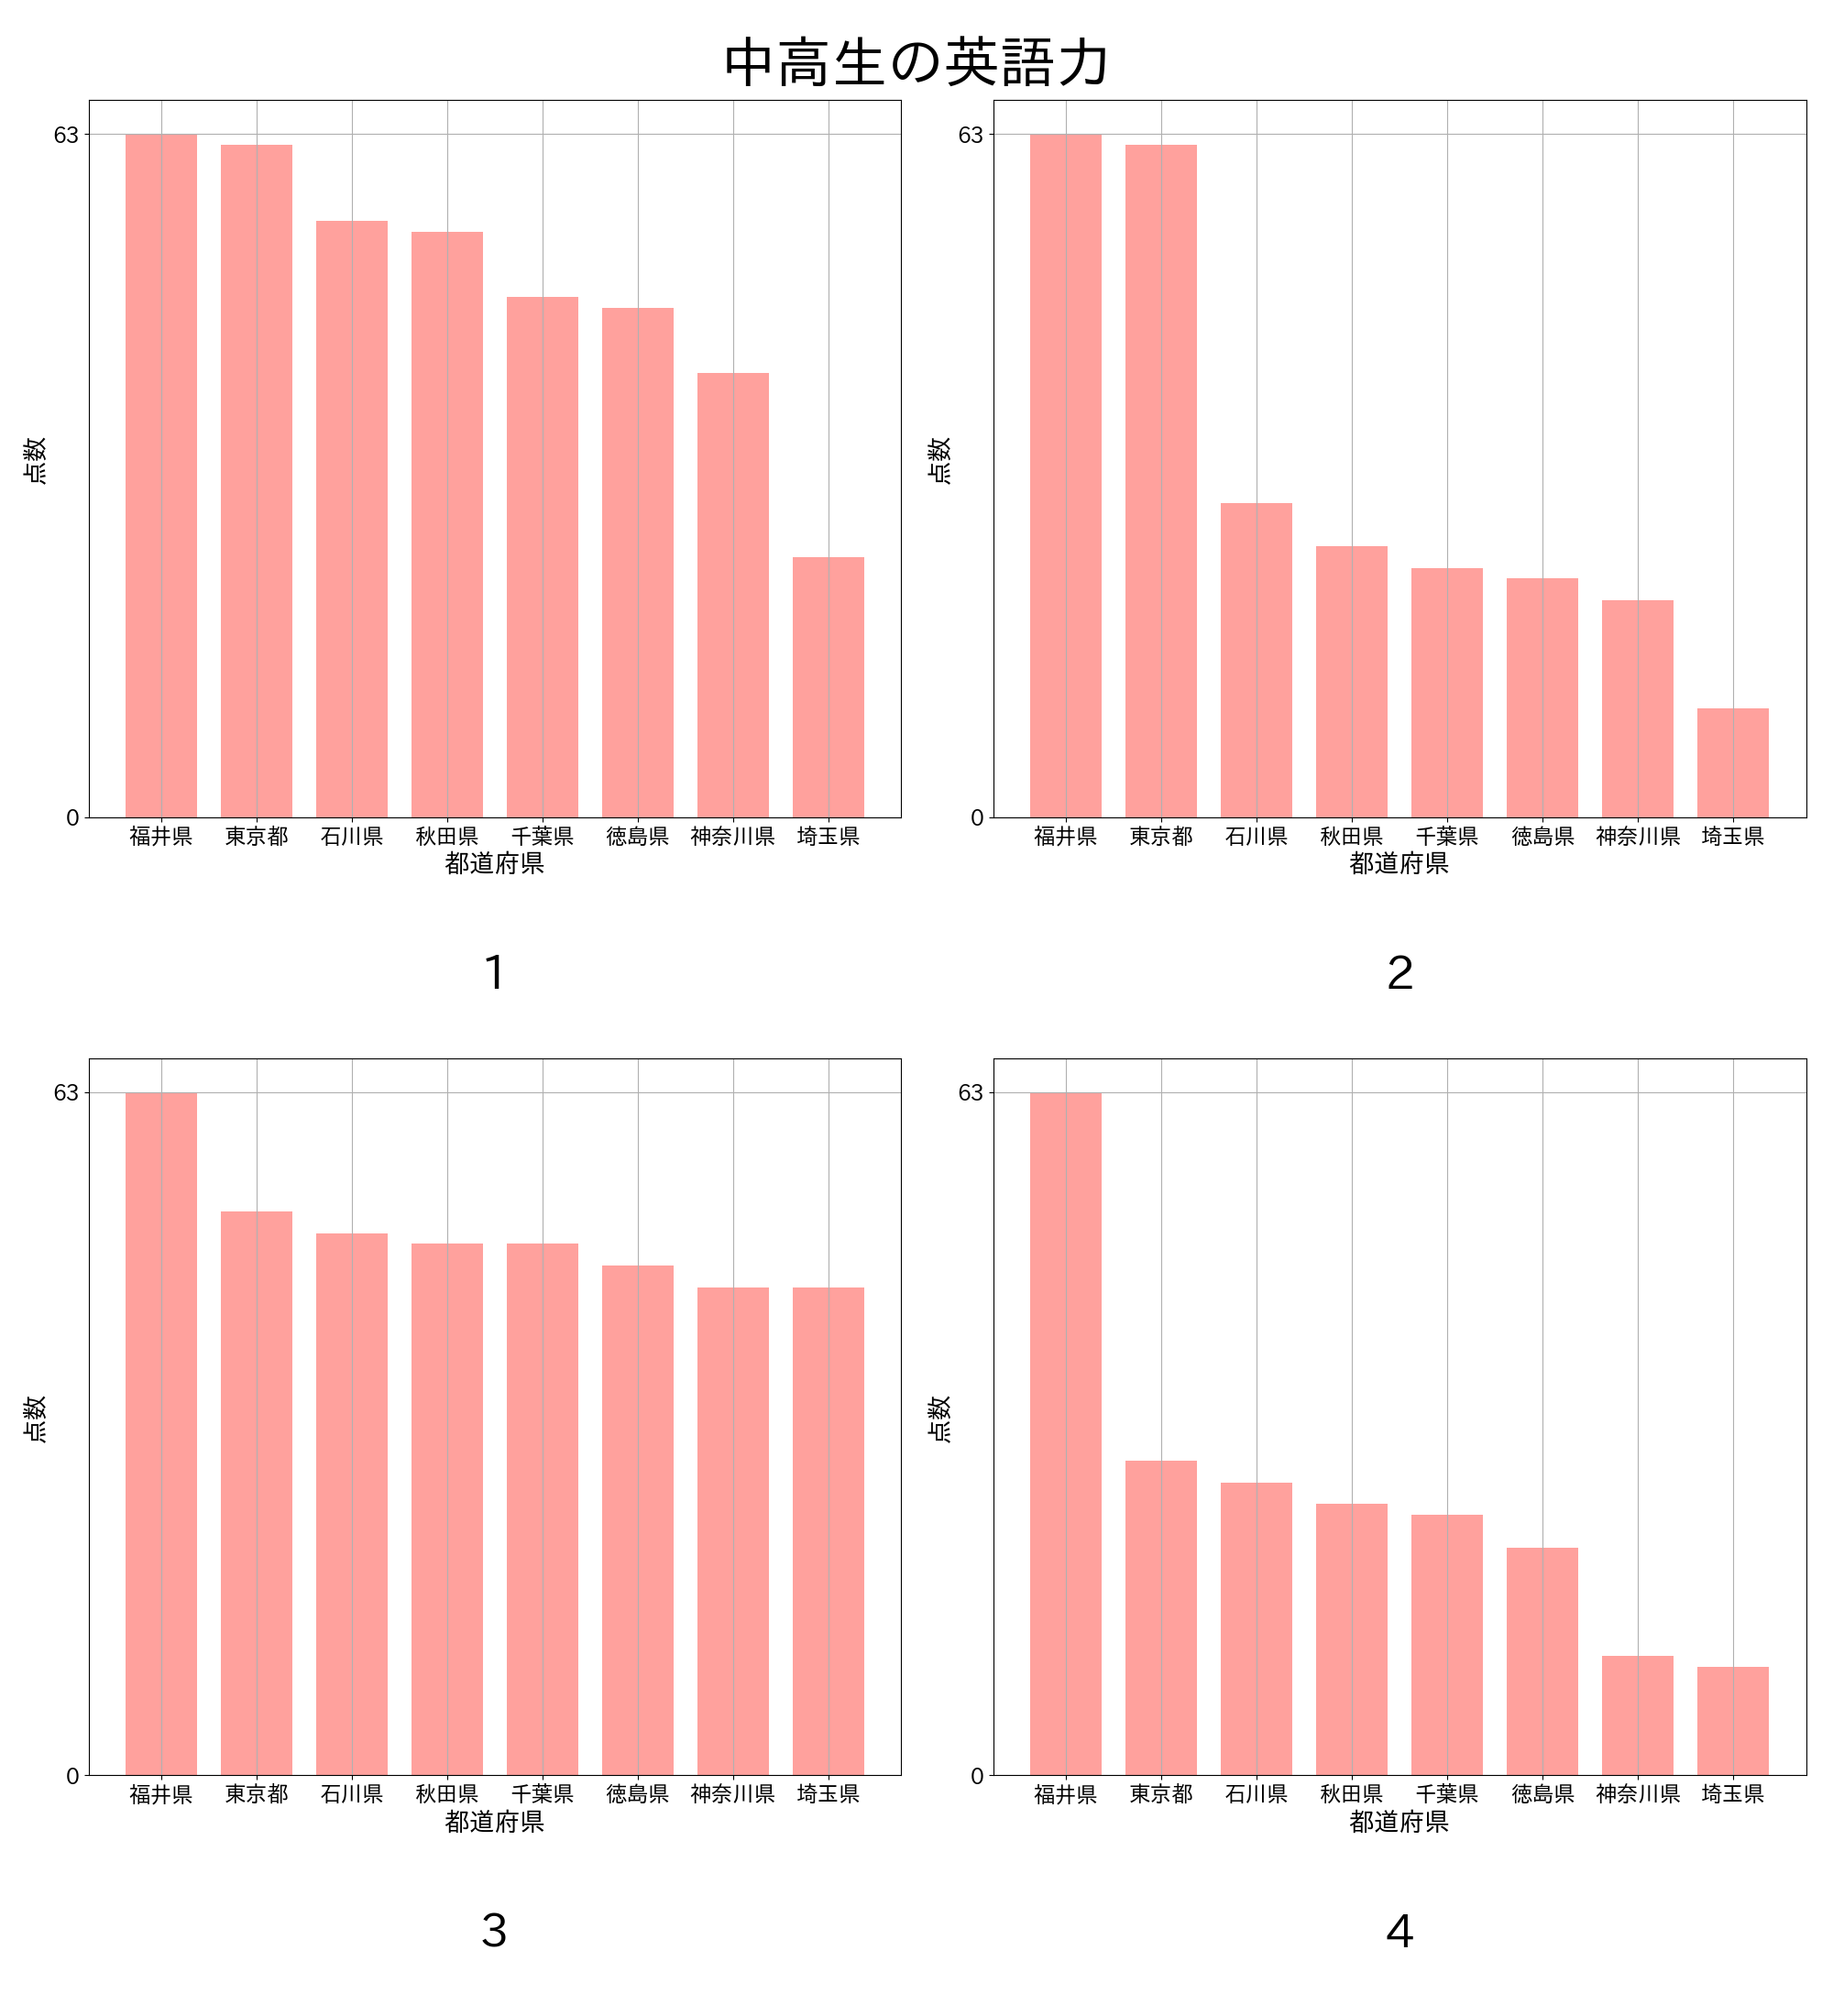 中高生の英語力
63
0
点数
福井県 東京都 石川県 秋田県 千葉県 徳島県 神奈川県 埼玉県
都道府県
1
63
0
点数
福井県 東京都 石川県 秋田県 千葉県 徳島県 神奈川県 埼玉県
都道府県
2
63
0
点数
福井県 東京都 石川県 秋田県 千葉県 徳島県 神奈川県 埼玉県
都道府県
3
63
0
点数
福井県 東京都 石川県 秋田県 千葉県 徳島県 神奈川県 埼玉県
都道府県
4